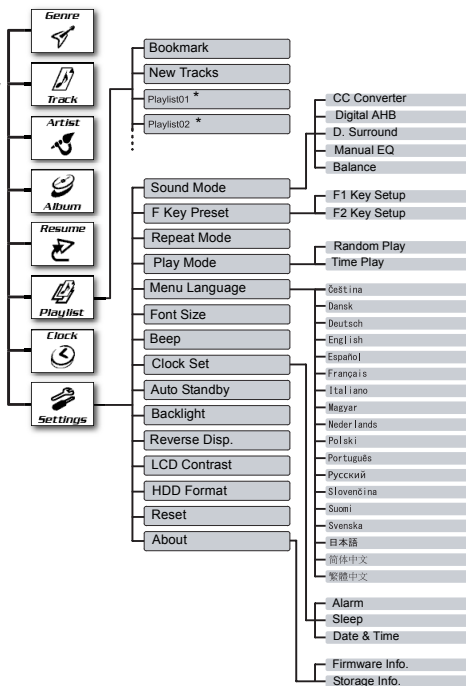 Genre
Track
Artist
Album
Resume
Playlist
Clock
Settings
Bookmark
New Tracks
Playlist01 *
Playlist02 *
Sound Mode
F Key Preset
Repeat Mode
Play Mode
Menu Language
Font Size
Beep
Clock Set
Auto Standby
Backlight
Reverse Disp.
LCD Contrast
HDD Format
Reset
About
CC Converter
Digital AHB
D. Surround
Manual EQ
Balance
F1 Key Setup
F2 Key Setup
Random Play
Time Play
Čeština
Dansk
Deutsch
English
Español
Français
Italiano
Magyar
Nederlands
Polski
Português
Русский
Slovenčina
Suomi
Svenska
日本語
简体中文
繁體中文
Alarm
Sleep
Date & Time
Firmware Info.
Storage Info.